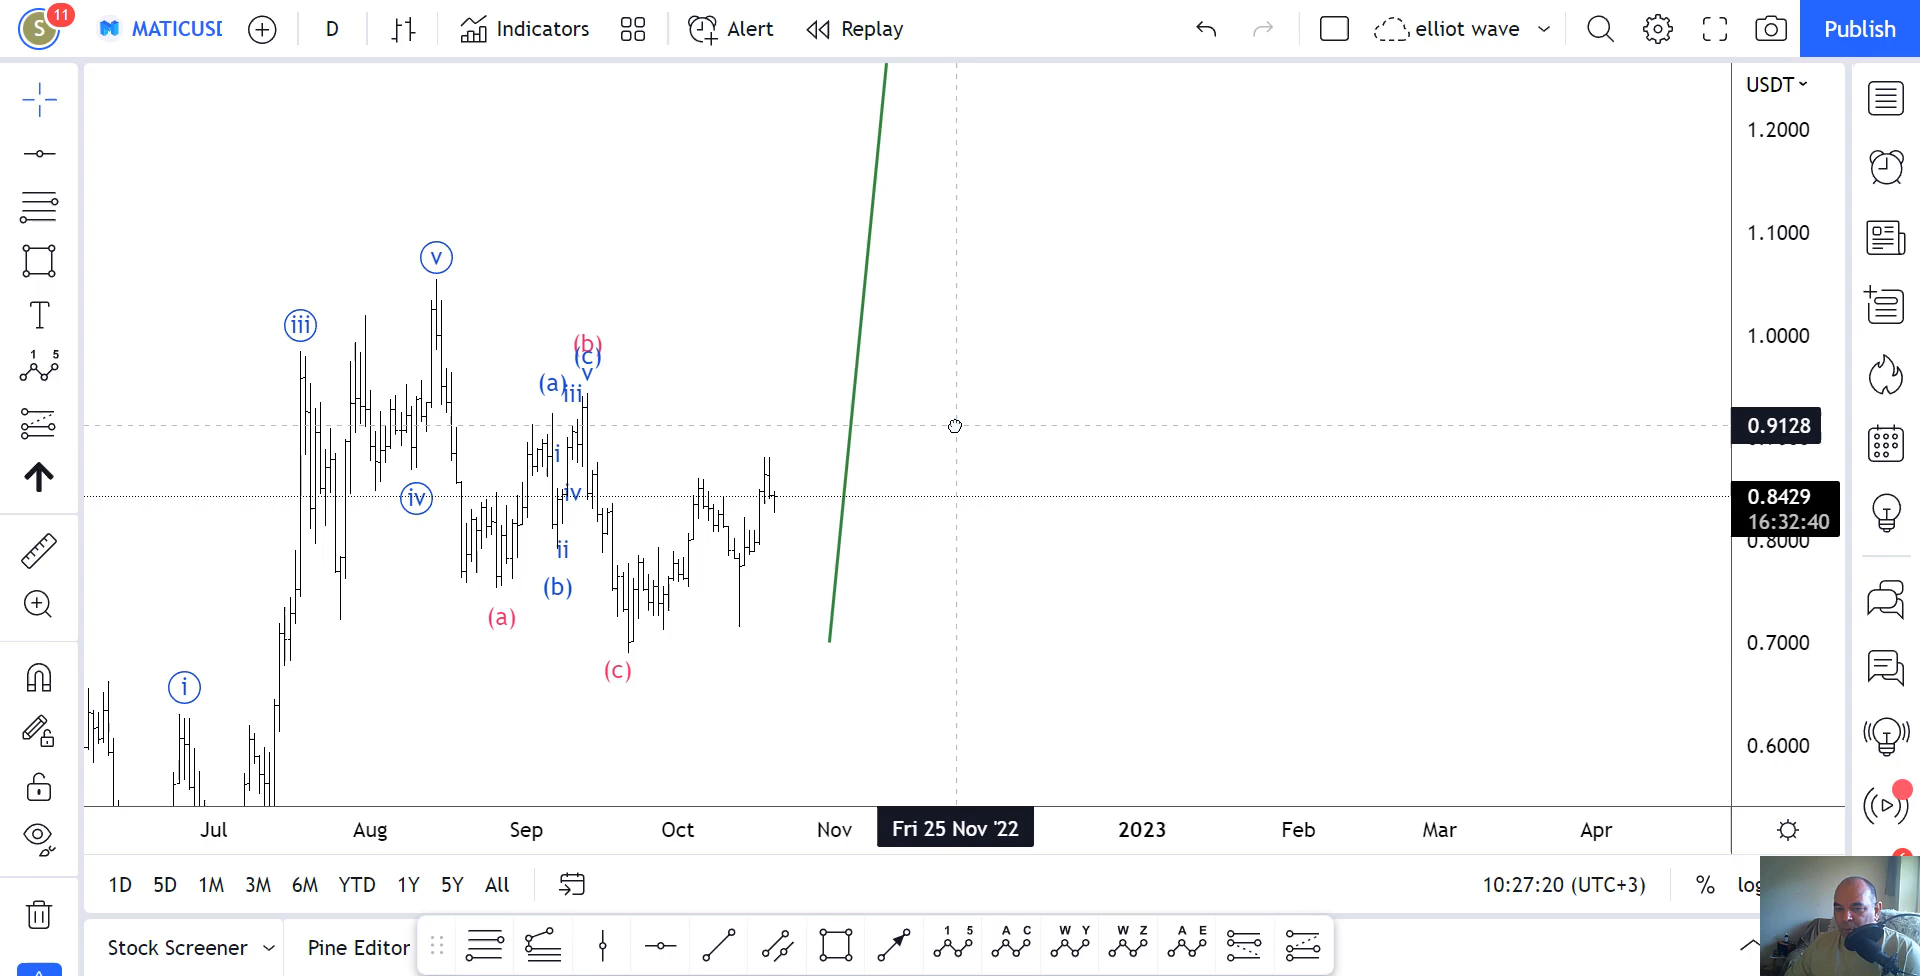 S 11 MATICUSD D Indicators Alert Replay elliot wave Publish
USDT
1.2000
1.1000
1.0000
0.9128
0.8429
16:32:40
0.8000
0.7000
0.6000
v
iii
(b)
(c)
v
(a) iii
i
iv
iv
ii
(b)
(a)
(c)
i
1 5
T
Jul Aug Sep Oct Nov Fri 25 Nov '22 2023 Feb Mar Apr
1D 5D 1M 3M 6M YTD 1Y 5Y All 10:27:20 (UTC+3) %
Stock Screener Pine Editor
1 5 A C W Y W Z A E